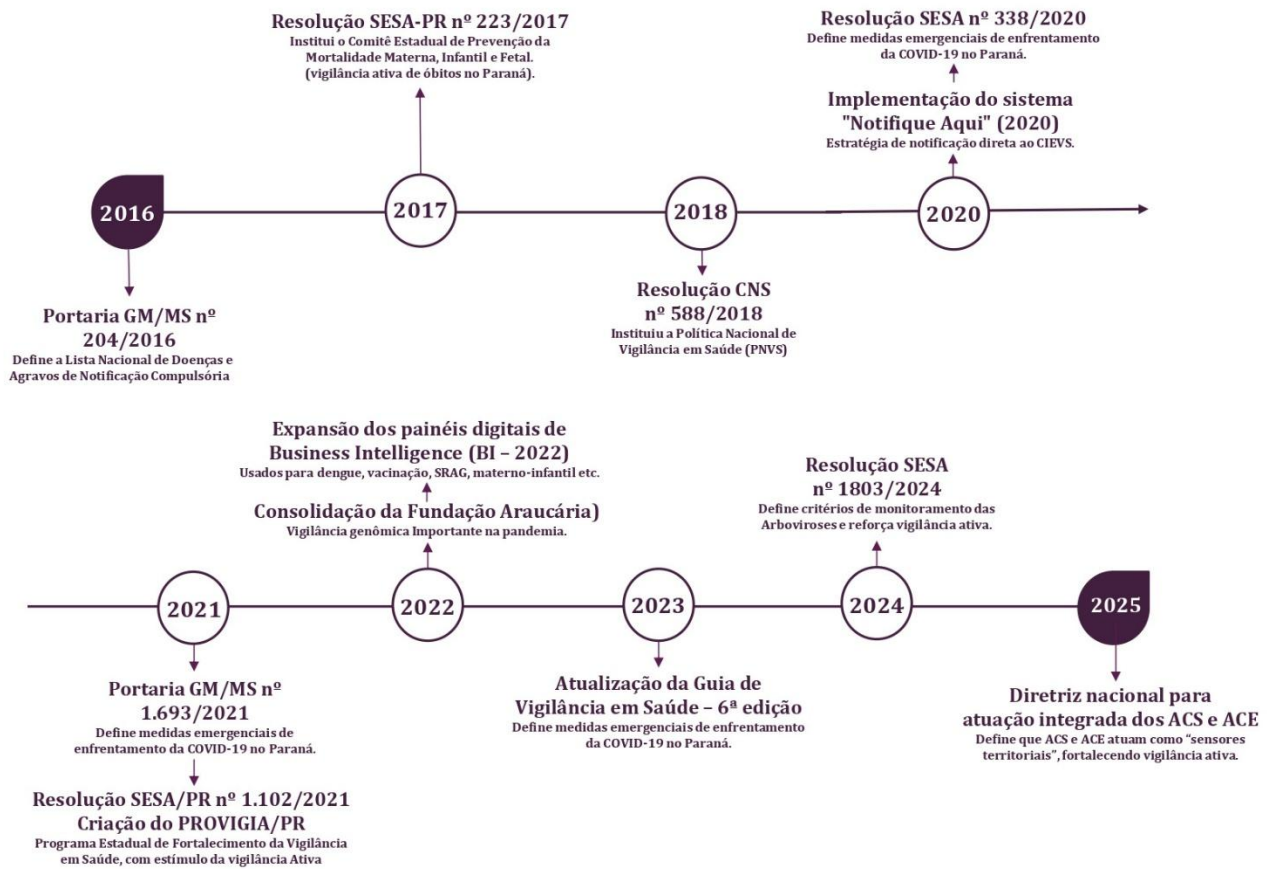 Resolução SESA-PR nº 223/2017
Institui o Comitê Estadual de Prevenção da
Mortalidade Materna, Infantil e Fetal.
(vigilância ativa de óbitos no Paraná).
Resolução SESA nº 338/2020
Define medidas emergenciais de enfrentamento
da COVID-19 no Paraná.
Implementação do sistema
"Notifique Aqui" (2020)
Estratégia de notificação direta ao CIEVS.
2016
2017
2018
2020
Portaria GM/MS nº
204/2016
Define a Lista Nacional de Doenças e
Agravos de Notificação Compulsória
Resolução CNS
nº 588/2018
Instituiu a Política Nacional de
Vigilância em Saúde (PNVS)
Expansão dos painéis digitais de
Business Intelligence (BI – 2022)
Usados para dengue, vacinação, SRAG, materno-infantil etc.
Consolidação da Fundação Araucária)
Vigilância genômica Importante na pandemia.
Resolução SESA
nº 1803/2024
Define critérios de monitoramento das
Arboviroses e reforça vigilância ativa.
2021
2022
2023
2024
2025
Portaria GM/MS nº
1.693/2021
Define medidas emergenciais de
enfrentamento da COVID-19 no Paraná.
Resolução SESA/PR nº 1.102/2021
Criação do PROVIGIA/PR
Programa Estadual de Fortalecimento da Vigilância
em Saúde, com estímulo da vigilância Ativa
Atualização da Guia de
Vigilância em Saúde – 6ª edição
Define medidas emergenciais de enfrentamento
da COVID-19 no Paraná.
Diretriz nacional para
atuação integrada dos ACS e ACE
Define que ACS e ACE atuam como “sensores
territoriais”, fortalecendo vigilância ativa.